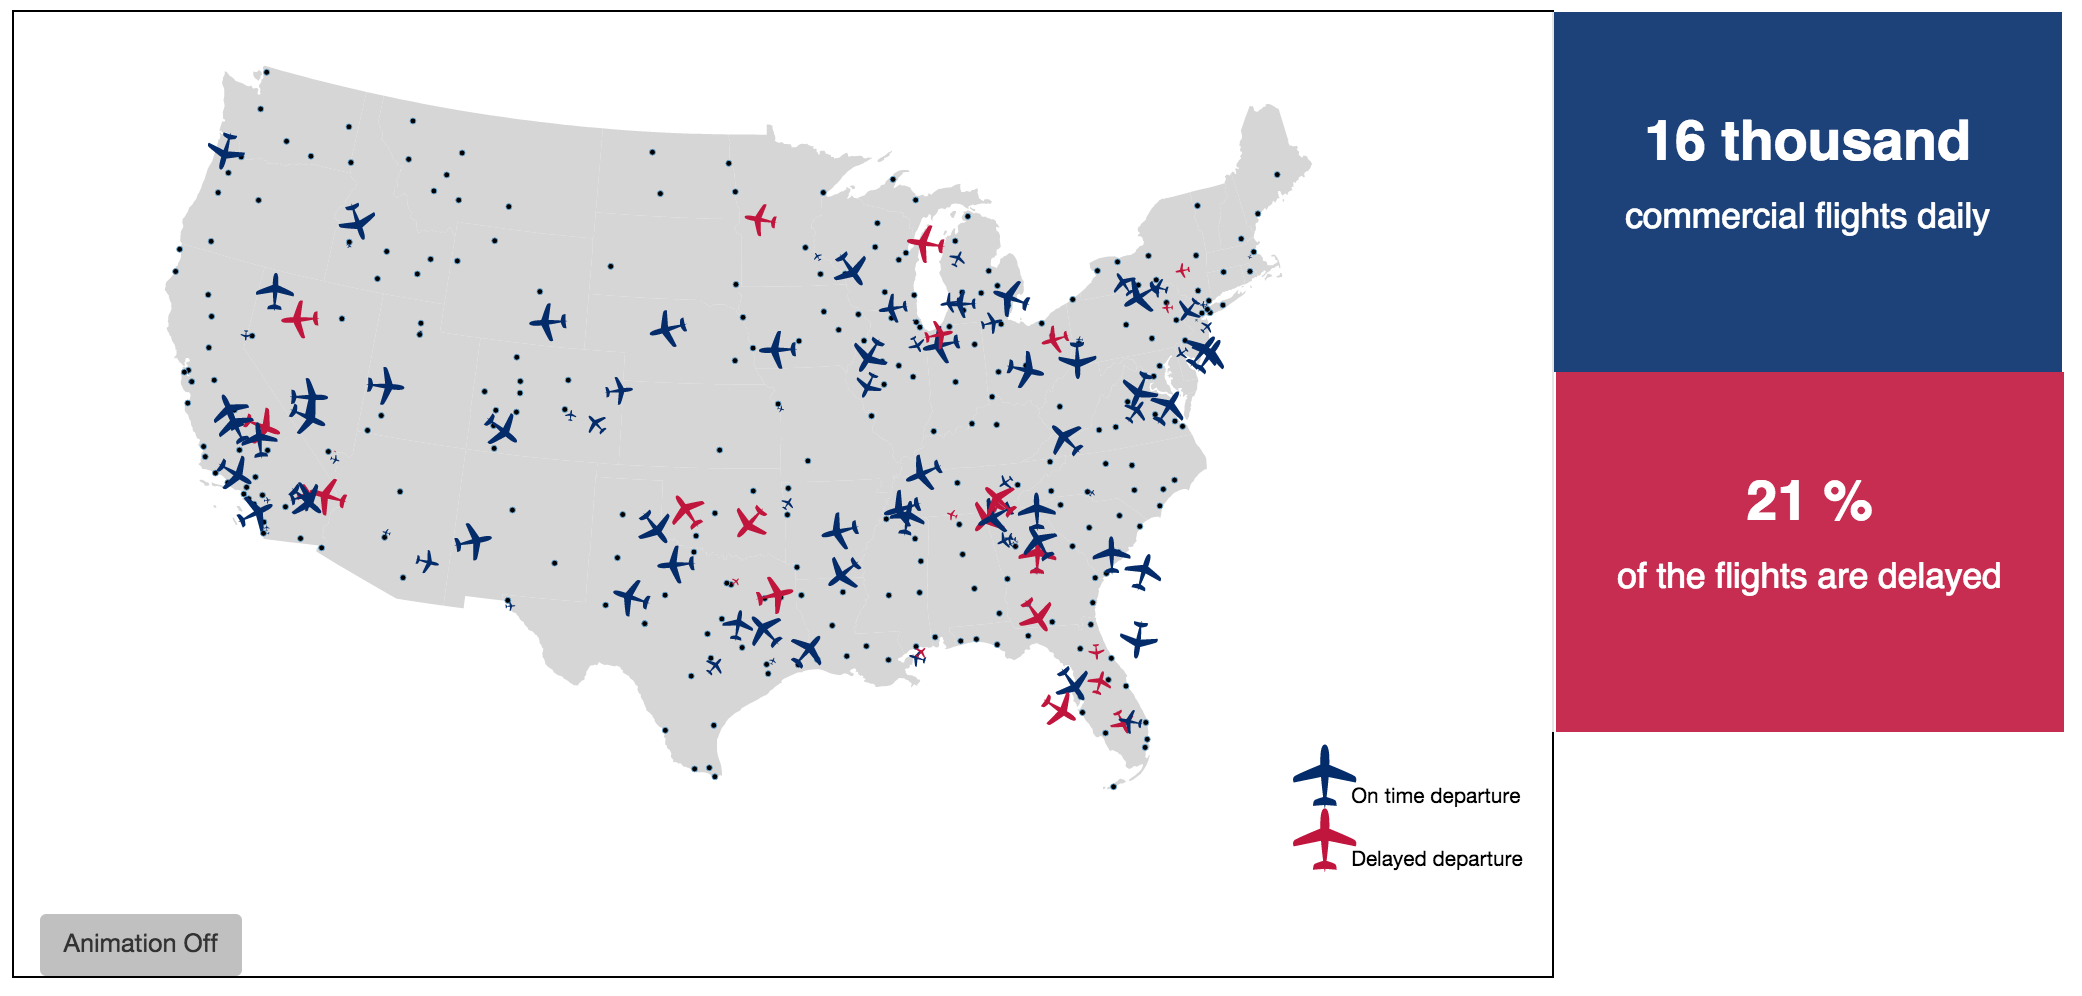 16 thousand
commercial flights daily
21 %
of the flights are delayed
On time departure
Delayed departure
Animation Off